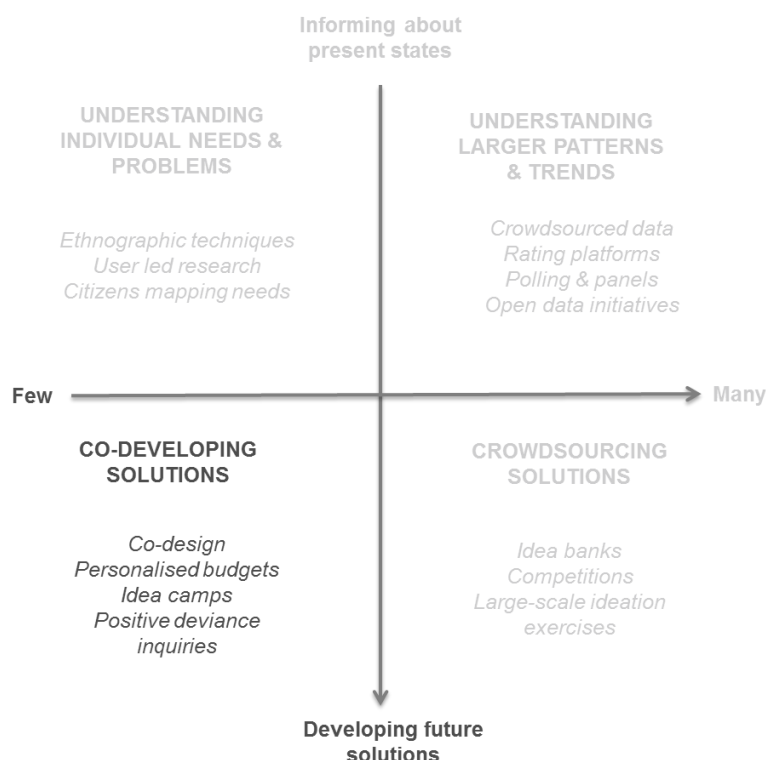 Informing about
present states
UNDERSTANDING
INDIVIDUAL NEEDS &
PROBLEMS
Ethnographic techniques
User led research
Citizens mapping needs
UNDERSTANDING
LARGER PATTERNS
& TRENDS
Crowdsourced data
Rating platforms
Polling & panels
Open data initiatives
Few
Many
CO-DEVELOPING
SOLUTIONS
Co-design
Personalised budgets
Idea camps
Positive deviance
inquiries
CROWDSOURCING
SOLUTIONS
Idea banks
Competitions
Large-scale ideation
exercises
Developing future
solutions